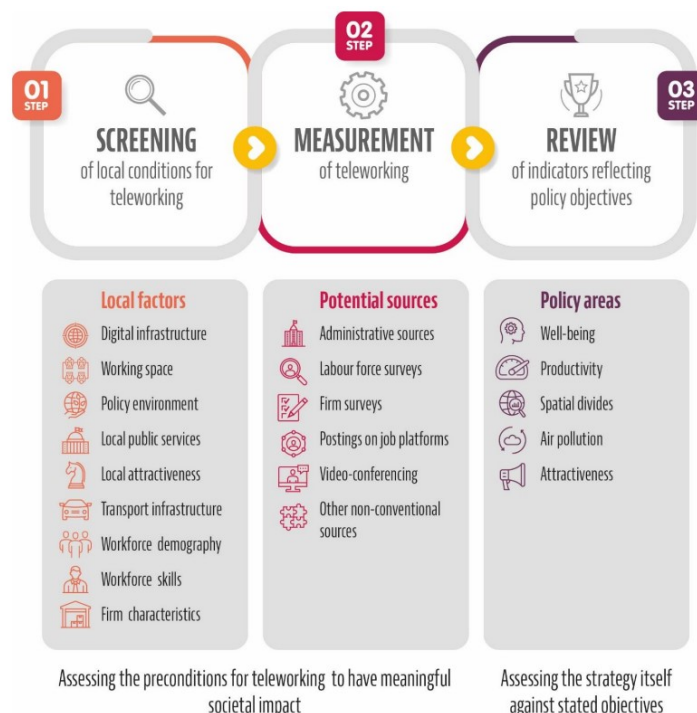 01
STEP
SCREENING
of local conditions for
teleworking
02
STEP
MEASUREMENT
of teleworking
03
STEP
REVIEW
of indicators reflecting
policy objectives
Local factors
Digital infrastructure
Working space
Policy environment
Local public services
Local attractiveness
Transport infrastructure
Workforce demography
Workforce skills
Firm characteristics
Potential sources
Administrative sources
Labour force surveys
Firm surveys
Postings on job platforms
Video-conferencing
Other non-conventional
sources
Policy areas
Well-being
Productivity
Spatial divides
Air pollution
Attractiveness
Assessing the preconditions for teleworking to have meaningful
societal impact
Assessing the strategy itself
against stated objectives